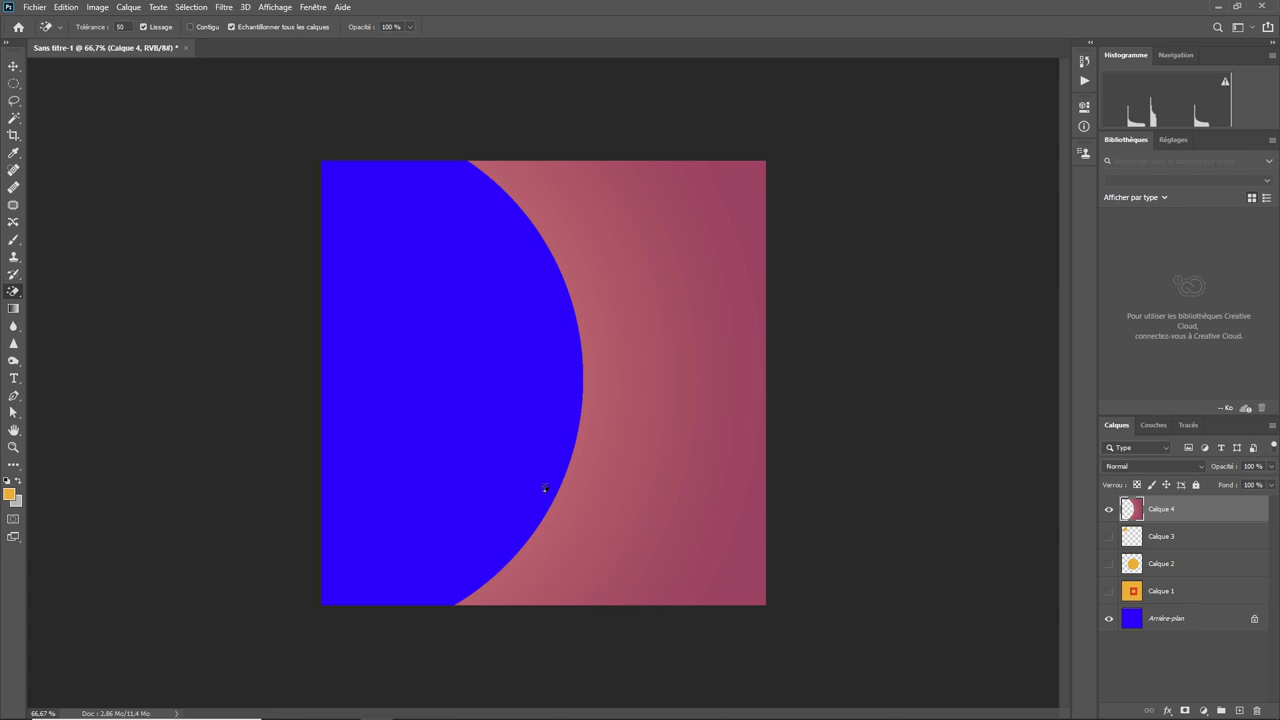 Ps Fichier Edition Image Calque Texte Sélection Filtre 3D Affichage Fenêtre Aide
Tolérance : 50 Lissage Contigu Echantillonner tous les calques Opacité : 100 %
Sans titre-1 @ 66,7% (Calque 4, RVB/8#) * ×
Histogramme Navigation
Bibliothèques Réglages
Afficher par type
Pour utiliser les bibliothèques Creative
Cloud,
connectez-vous à Creative Cloud.
-- Ko
Calques Couches Tracés
Type
Normal Opacité : 100 %
Verrou : Fond : 100 %
Calque 4
Calque 3
Calque 2
Calque 1
Arrière-plan
66,67 % Doc : 2,86 Mo/11,4 Mo